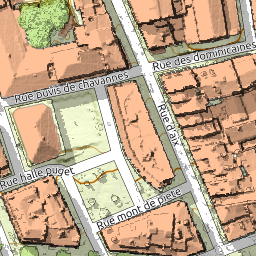 Rue des dominicaines
Rue puvis de chavannes
Rue d'aix
Rue halle puget
Rue mont de piete